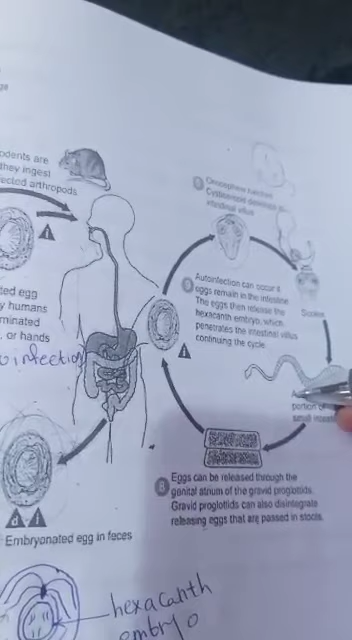 odents are
they ingest
ected arthropods.
Oncosphere hatches
Cysticercoid develops in
intestinal villus
Scolex
ted egg
y humans
minated
, or hands
oinfection
9 Autoinfection can occur if
eggs remain in the intestine.
The eggs then release the
hexacanth embryo, which
penetrates the intestinal villus
continuing the cycle.
portion of
small
8 Eggs can be released through the
genital atrium of the gravid proglottids.
Gravid proglottids can also disintegrate
releasing eggs that are passed in stools.
d i
Embryonated egg in feces
hexacanth
embryo